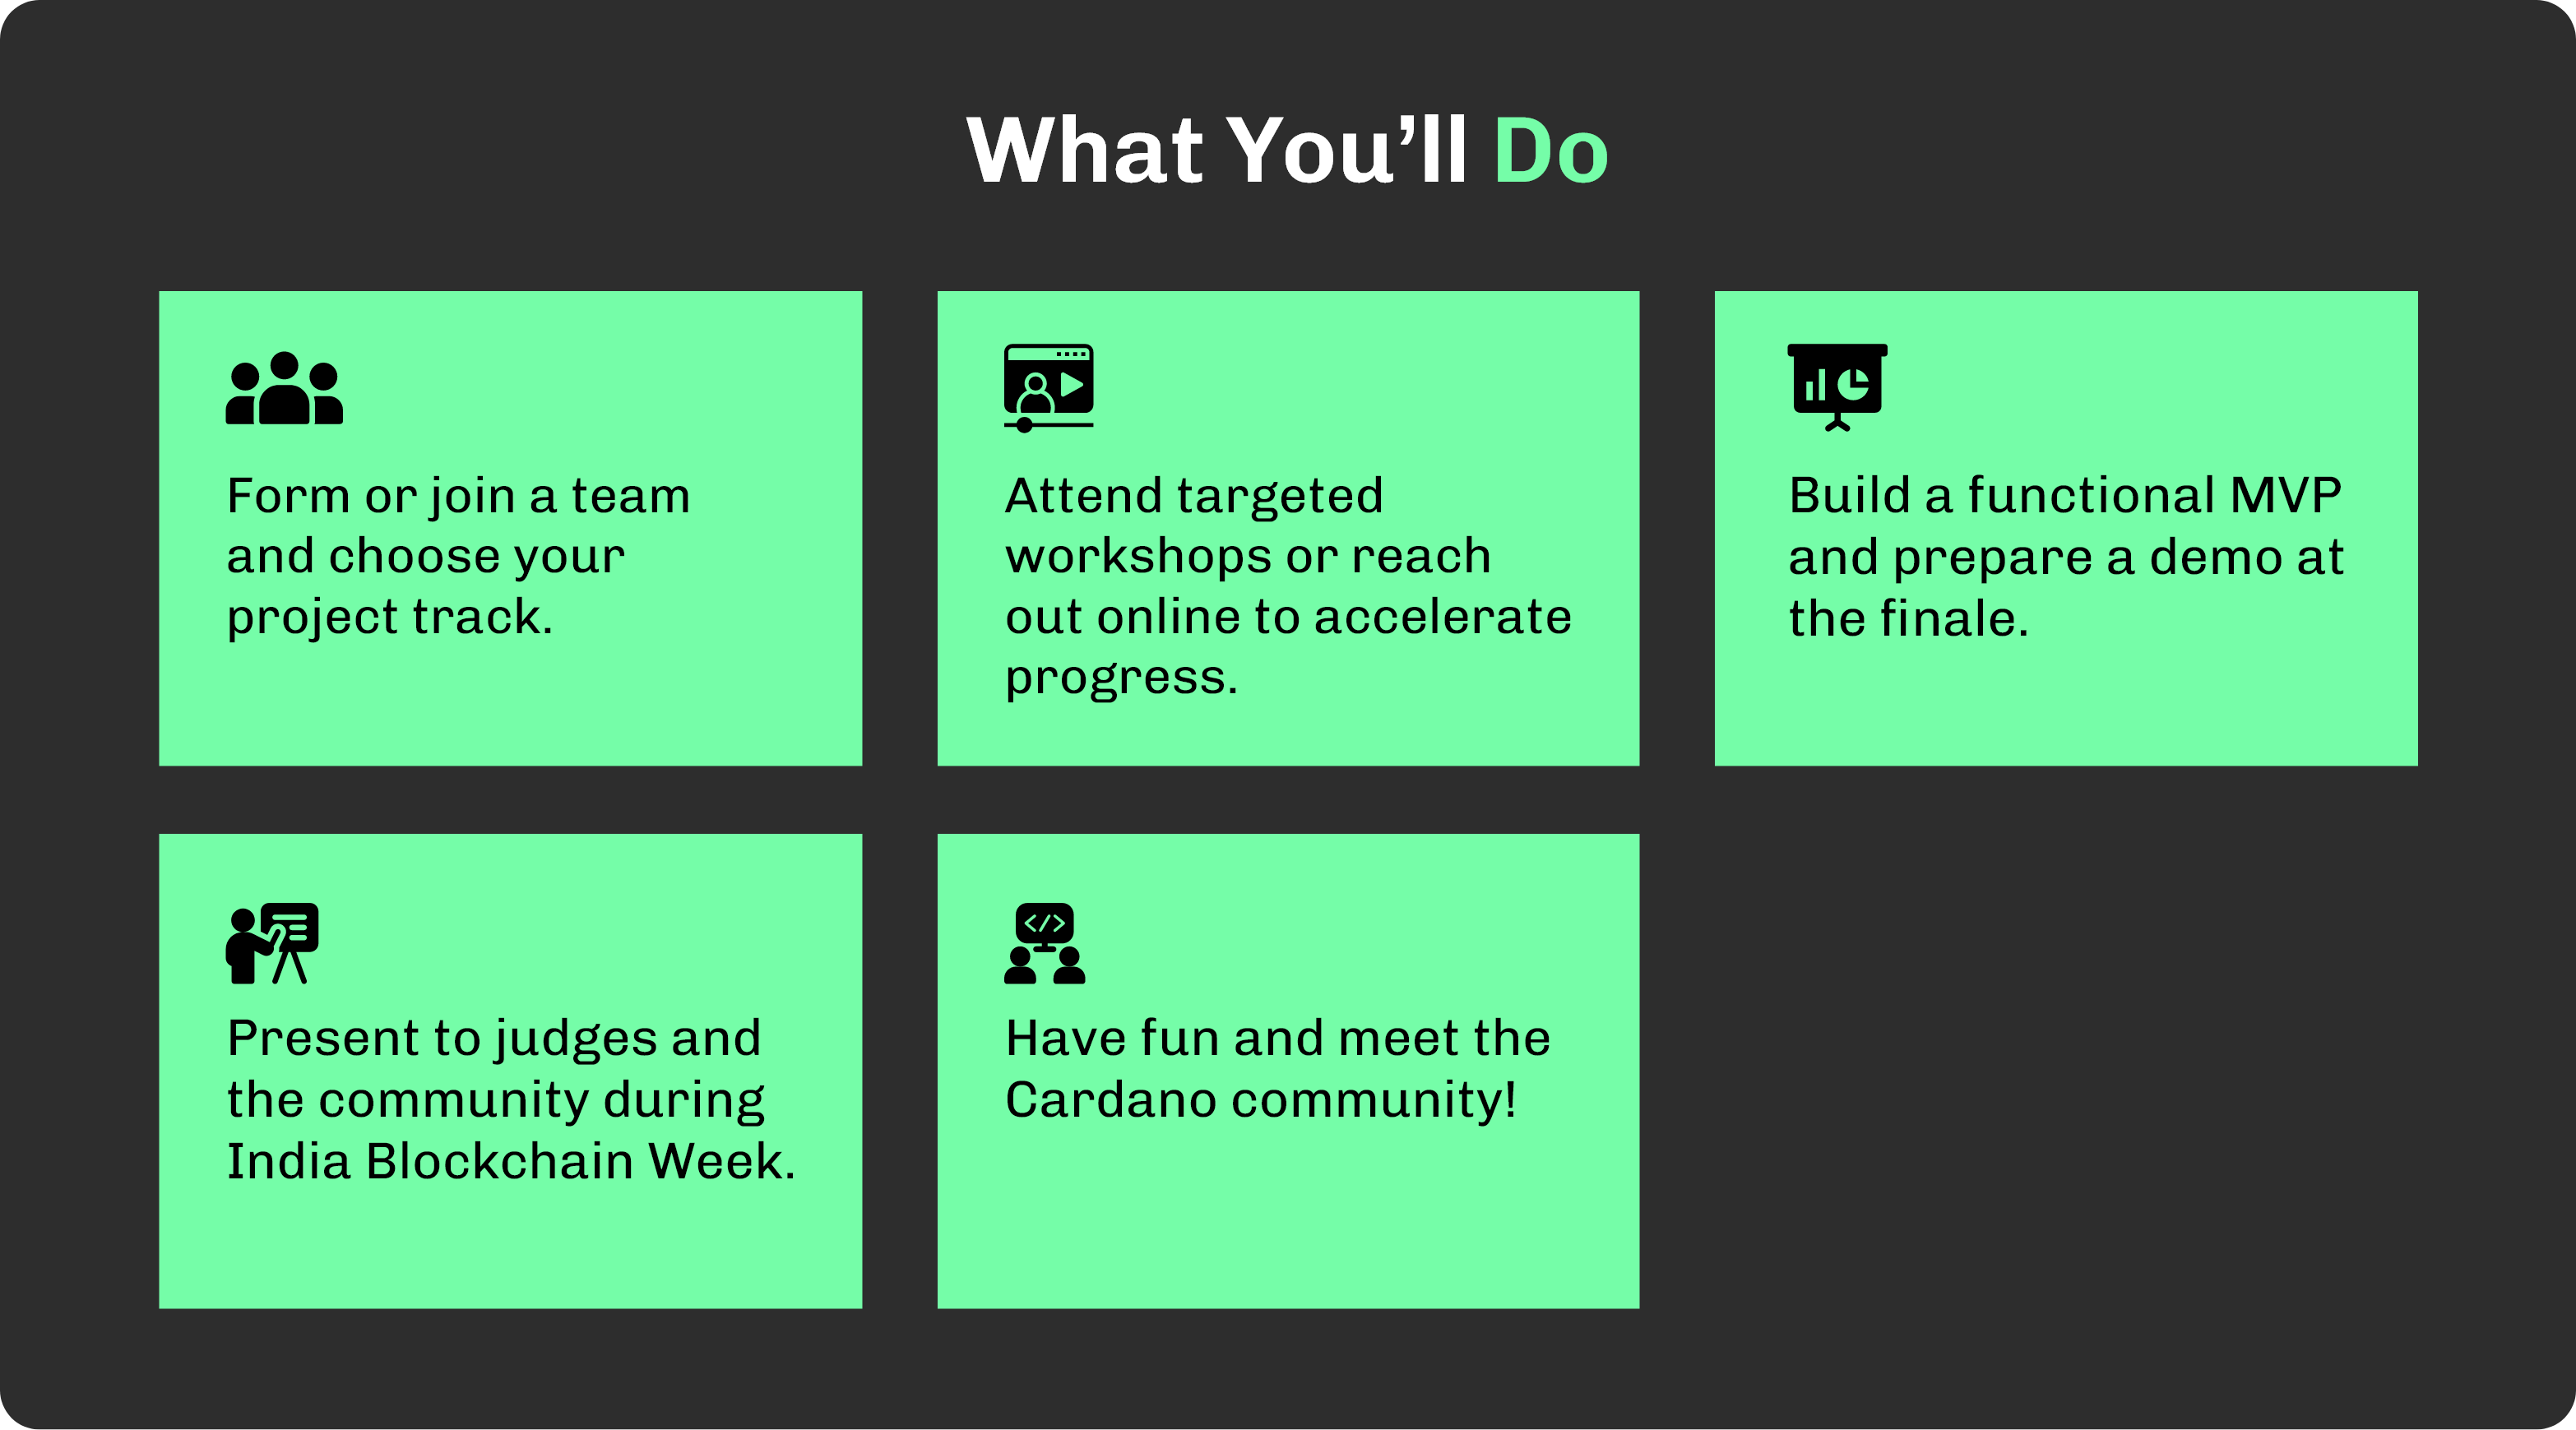 What You’ll Do
Form or join a team
and choose your
project track.
Attend targeted
workshops or reach
out online to accelerate
progress.
Build a functional MVP
and prepare a demo at
the finale.
Present to judges and
the community during
India Blockchain Week.
Have fun and meet the
Cardano community!